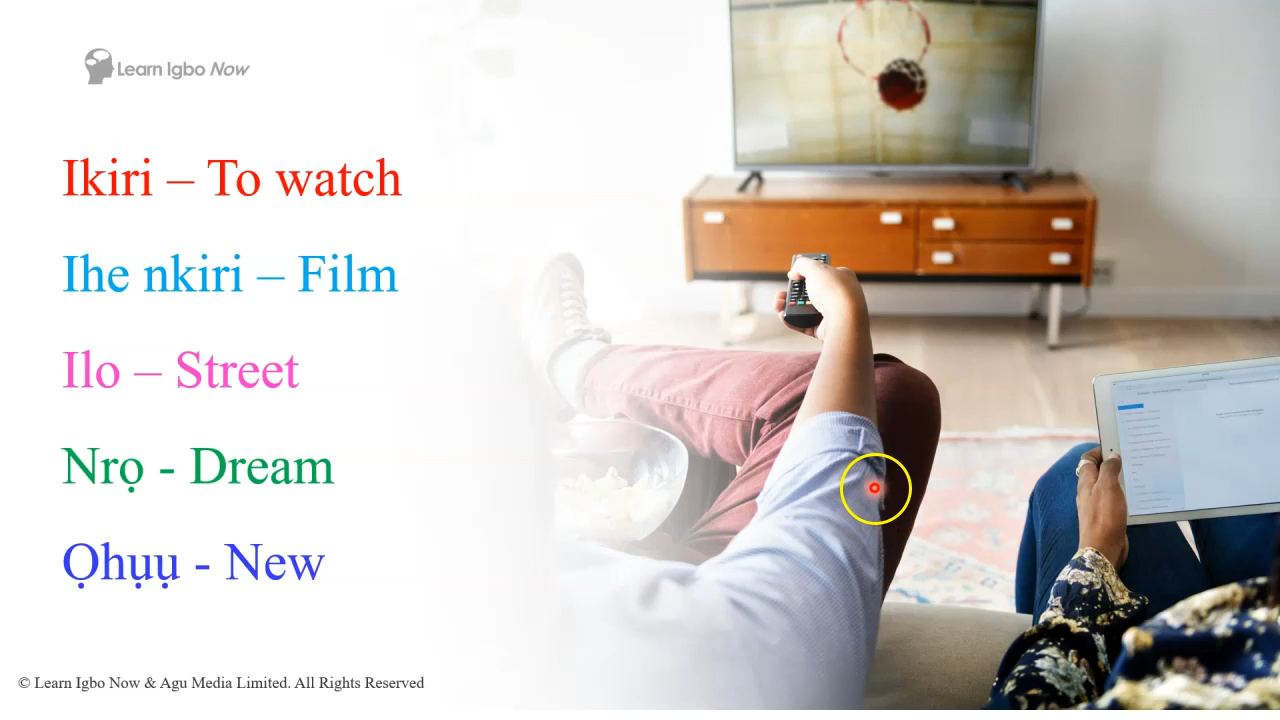 Learn Igbo Now
Ikiri – To watch
Ihe nkiri – Film
Ilo – Street
Nrọ - Dream
Ọhụụ - New
© Learn Igbo Now & Agu Media Limited. All Rights Reserved